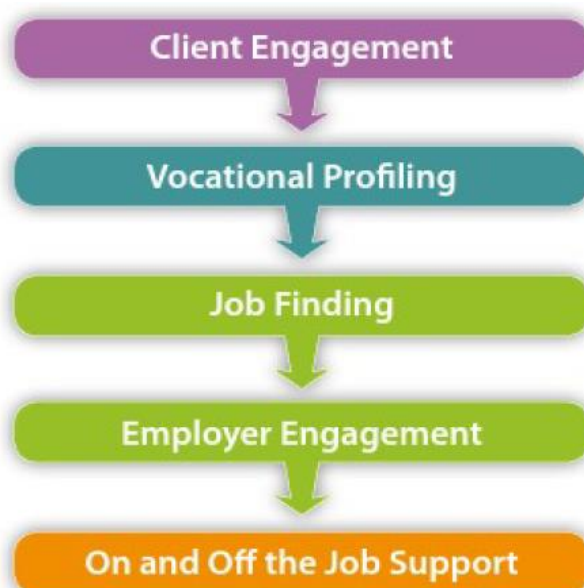 Client Engagement
Vocational Profiling
Job Finding
Employer Engagement
On and Off the Job Support